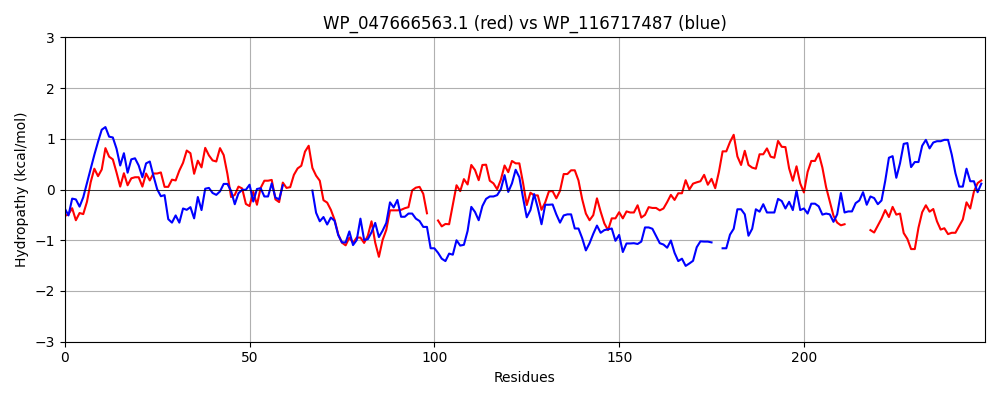 WP_047666563.1 (red) vs WP_116717487 (blue)
3
2
1
0
−1
−2
−3
Hydropathy (kcal/mol)
0 50 100 150 200
Residues